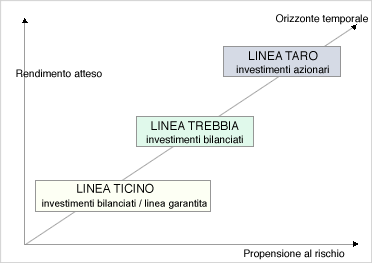 Orizzonte temporale
LINEA TARO
investimenti azionari
Rendimento atteso
LINEA TREBBIA
investimenti bilanciati
LINEA TICINO
investimenti bilanciati / linea garantita
Propensione al rischio